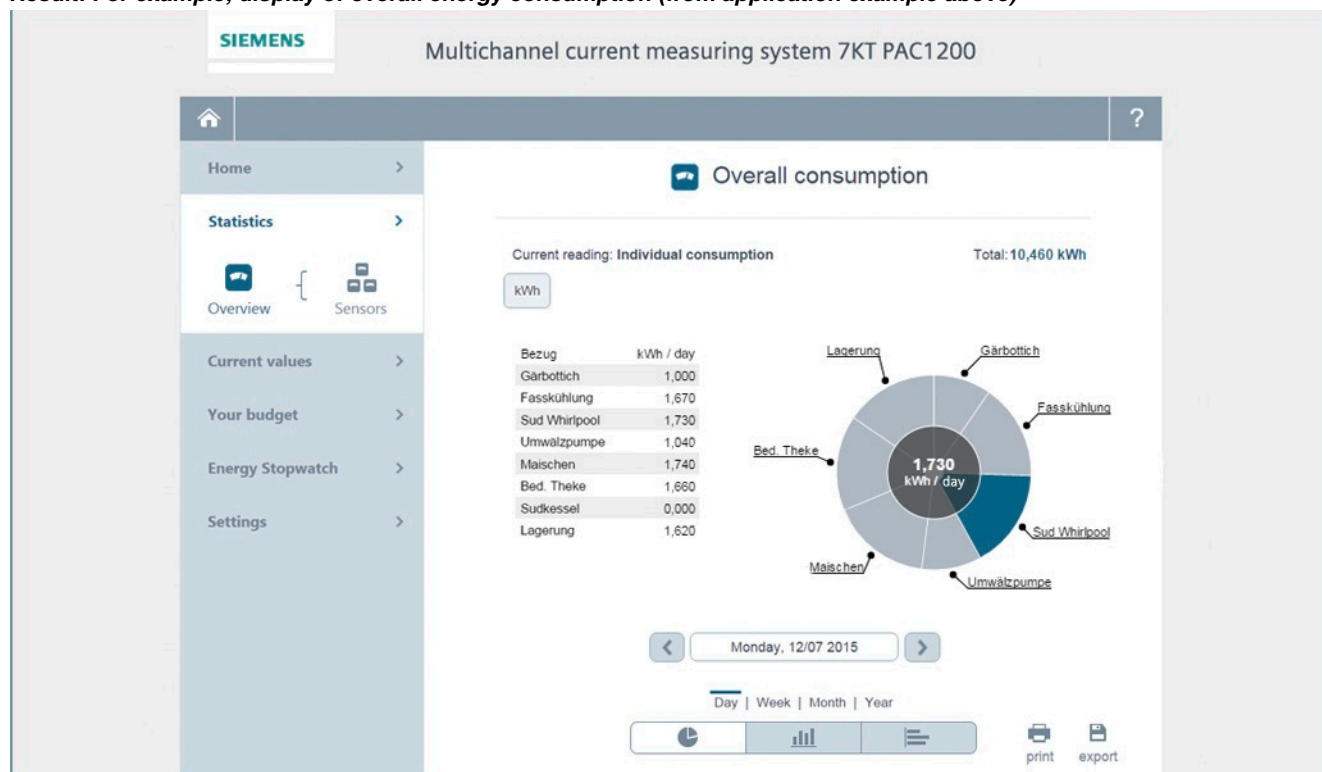 Result: For example, display of overall energy consumption (from application example above)
SIEMENS
Multichannel current measuring system 7KT PAC1200
?
Home
Statistics
Overview
Sensors
Current values
Your budget
Energy Stopwatch
Settings
Overall consumption
Current reading: Individual consumption
Total: 10,460 kWh
kWh
Bezug kWh / day
Gärbottich 1,000
Fasskühlung 1,670
Sud Whirlpool 1,730
Umwälzpumpe 1,040
Maischen 1,740
Bed. Theke 1,660
Sudkessel 0,000
Lagerung 1,620
Lagerung
Gärbottich
Fasskühlung
Bed. Theke
1,730
kWh / day
Sud Whirlpool
Maischen
Umwälzpumpe
Monday, 12/07 2015
Day | Week | Month | Year
print
export